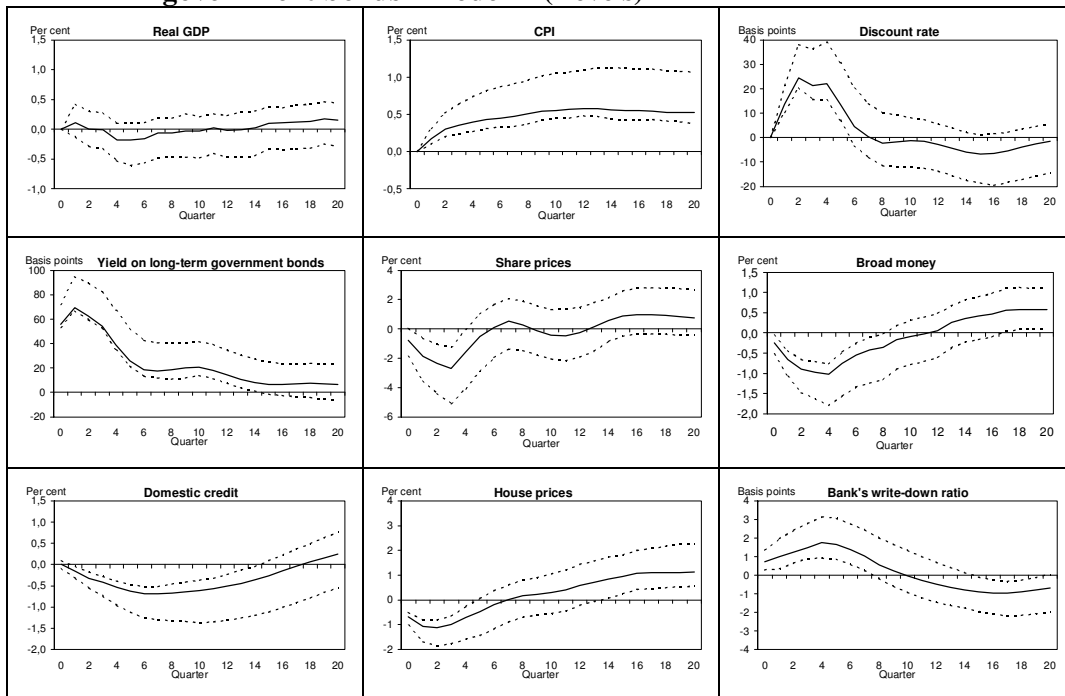 Per cent Real GDP
1,5
1,0
0,5
0,0
-0,5
-1,0
0 2 4 6 8 10 12 14 16 18 20
Quarter
Per cent CPI
1,5
1,0
0,5
0,0
-0,5
0 2 4 6 8 10 12 14 16 18 20
Quarter
Basis points Discount rate
40
30
20
10
0
-10
-20
0 2 4 6 8 10 12 14 16 18 20
Quarter
Basis points Yield on long-term government bonds
100
80
60
40
20
0
-20
0 2 4 6 8 10 12 14 16 18 20
Quarter
Per cent Share prices
4
2
0
-2
-4
-6
0 2 4 6 8 10 12 14 16 18 20
Quarter
Per cent Broad money
1,5
1,0
0,5
0,0
-0,5
-1,0
-1,5
-2,0
0 2 4 6 8 10 12 14 16 18 20
Quarter
Per cent Domestic credit
1,5
1,0
0,5
0,0
-0,5
-1,0
-1,5
-2,0
0 2 4 6 8 10 12 14 16 18 20
Quarter
Per cent House prices
4
3
2
1
0
-1
-2
0 2 4 6 8 10 12 14 16 18 20
Quarter
Basis points Bank's write-down ratio
4
3
2
1
0
-1
-2
-3
-4
0 2 4 6 8 10 12 14 16 18 20
Quarter